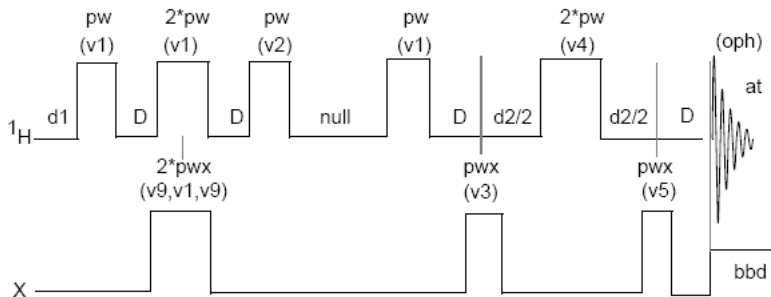 pw 2*pw pw pw 2*pw
(v1) (v1) (v2) (v1) (v4) (oph)
at
d1 D D null D d2/2 d2/2 D
1H
2*pwx pwx pwx
(v9,v1,v9) (v3) (v5)
bbd
X